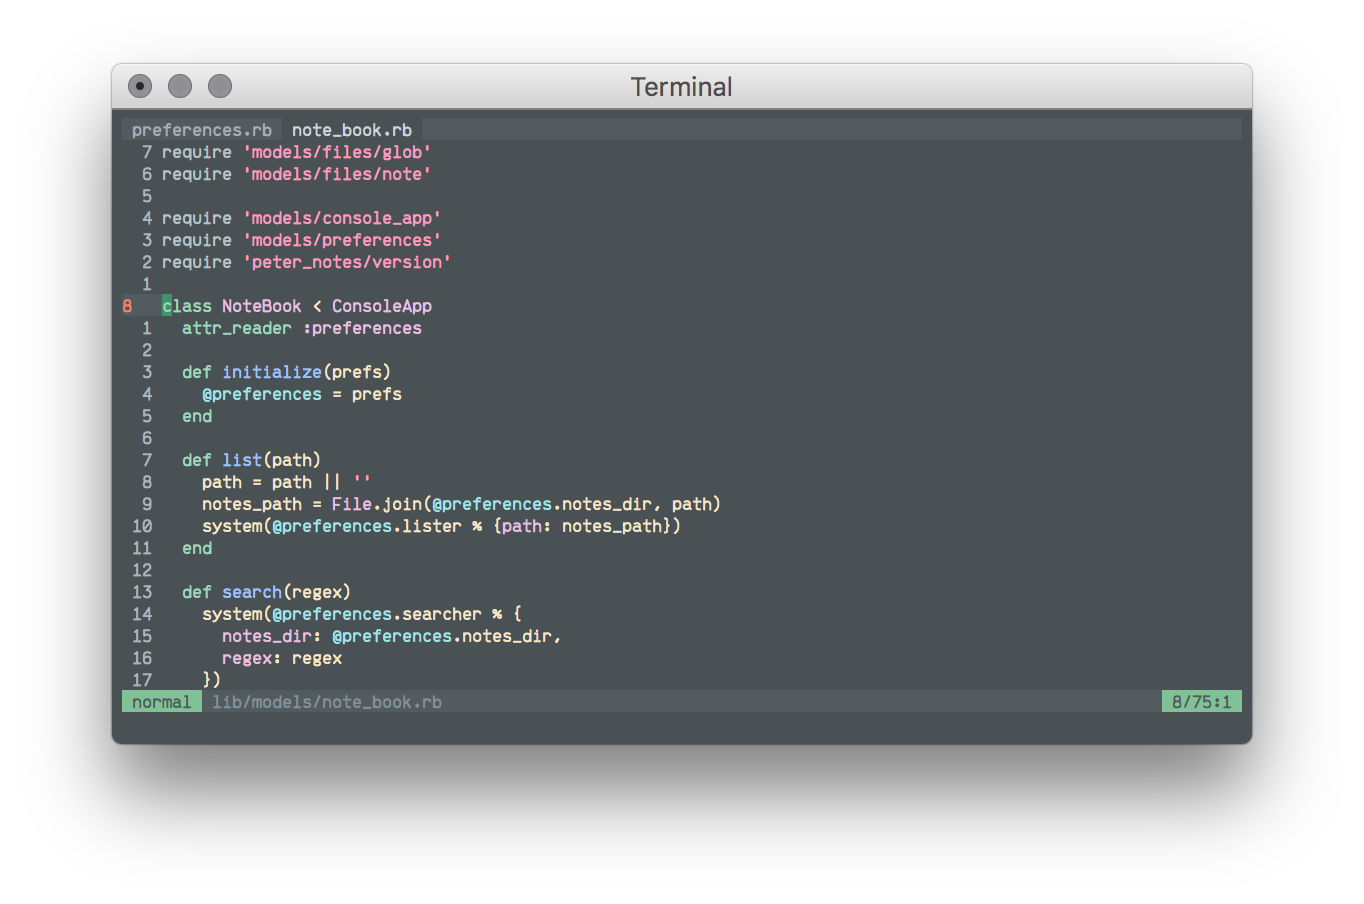 Terminal
preferences.rb note_book.rb
7 require 'models/files/glob'
6 require 'models/files/note'
5
4 require 'models/console_app'
3 require 'models/preferences'
2 require 'peter_notes/version'
1
8 class NoteBook < ConsoleApp
1 attr_reader :preferences
2
3 def initialize(prefs)
4 @preferences = prefs
5 end
6
7 def list(path)
8 path = path || ''
9 notes_path = File.join(@preferences.notes_dir, path)
10 system(@preferences.lister % {path: notes_path})
11 end
12
13 def search(regex)
14 system(@preferences.searcher % {
15 notes_dir: @preferences.notes_dir,
16 regex: regex
17 })
normal lib/models/note_book.rb 8/75:1